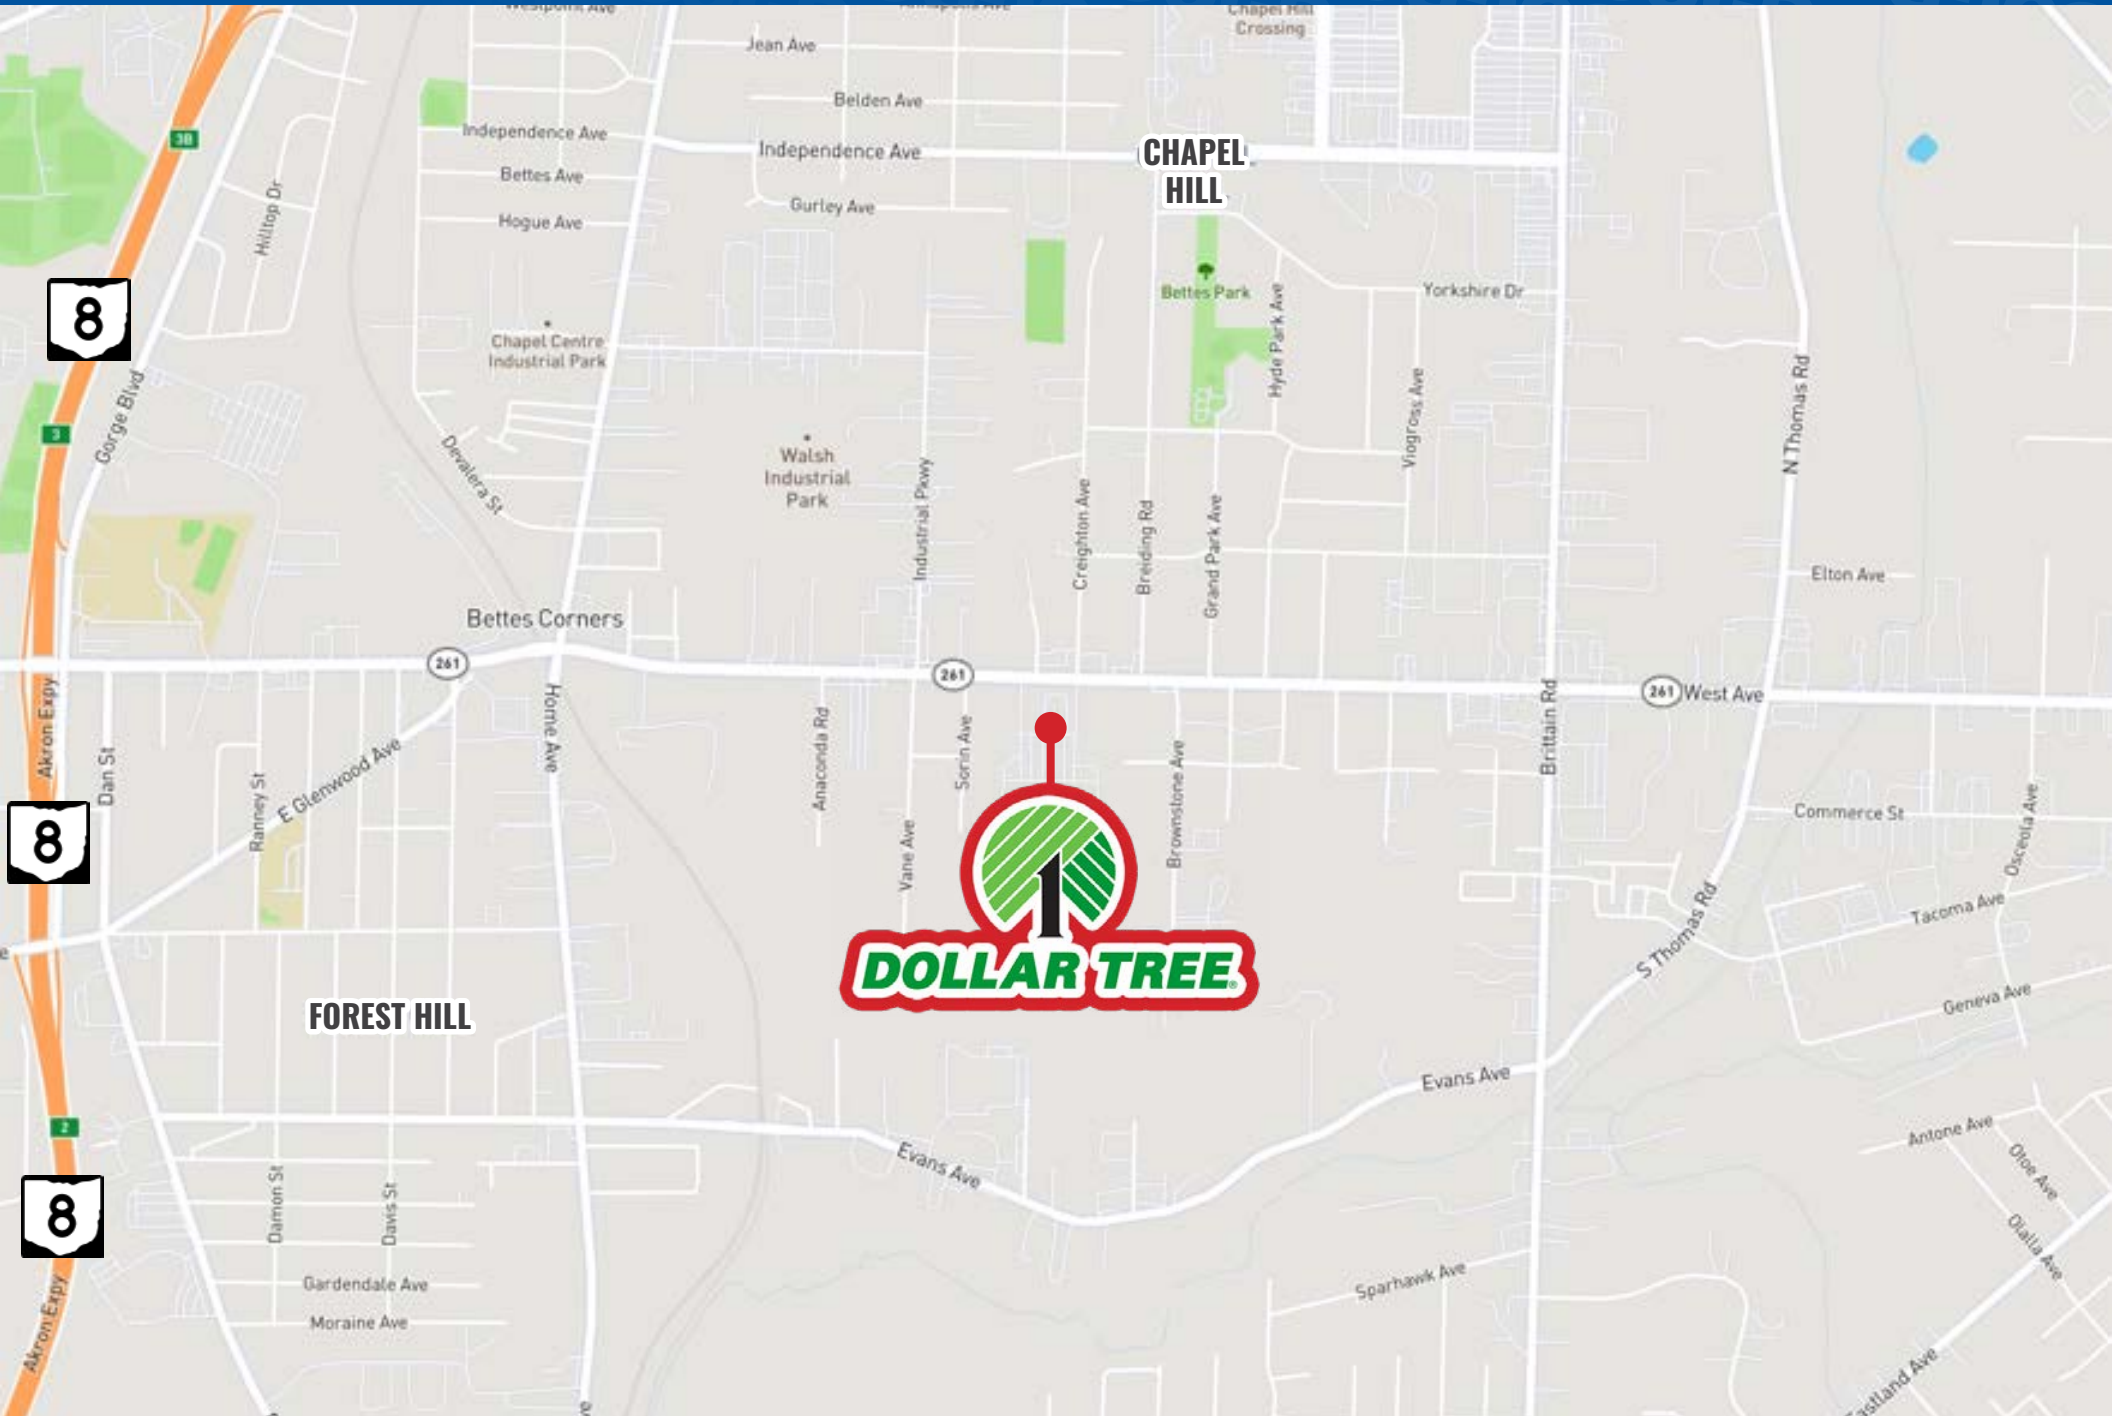 Westpoint Ave
Annapolis Ave
Chapel Hill
Crossing
Jean Ave
Belden Ave
3B
Independence Ave
Independence Ave
CHAPEL
HILL
Bettes Ave
Gurley Ave
Hogue Ave
Hilltop Dr
8
Bettes Park
Yorkshire Dr
Hyde Park Ave
Chapel Centre
Industrial Park
Gorge Blvd
N Thomas Rd
Viogross Ave
3
Devalera St
Walsh
Industrial
Park
Industrial Pkwy
Creighton Ave
Breiding Rd
Grand Park Ave
Elton Ave
Bettes Corners
261
261
261
West Ave
Akron Expy
Home Ave
Dan St
Anaconda Rd
Sorin Ave
Brittain Rd
Brownstone Ave
Ranney St
E Glenwood Ave
Commerce St
Osceola Ave
8
Vane Ave
1
DOLLAR TREE®
Tacoma Ave
S Thomas Rd
Geneva Ave
FOREST HILL
Evans Ave
2
Evans Ave
Antone Ave
Otoe Ave
8
Damon St
Davis St
Olalla Ave
Gardendale Ave
Sparhawk Ave
Moraine Ave
Akron Expy